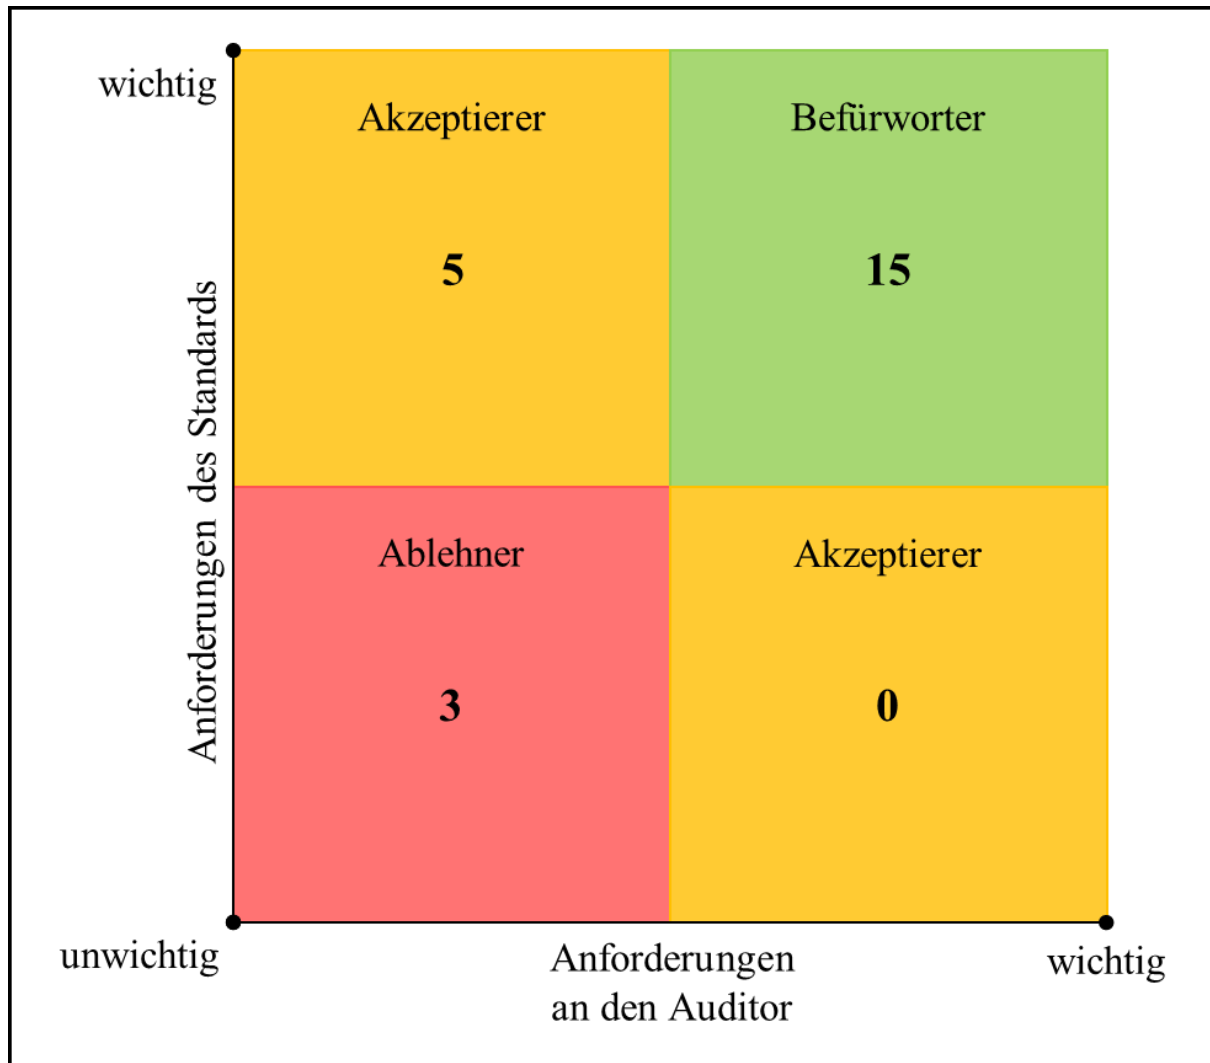 wichtig
Akzeptierer
Befürworter
5
15
Anforderungen des Standards
Ablehner
Akzeptierer
3
0
unwichtig
Anforderungen
an den Auditor
wichtig